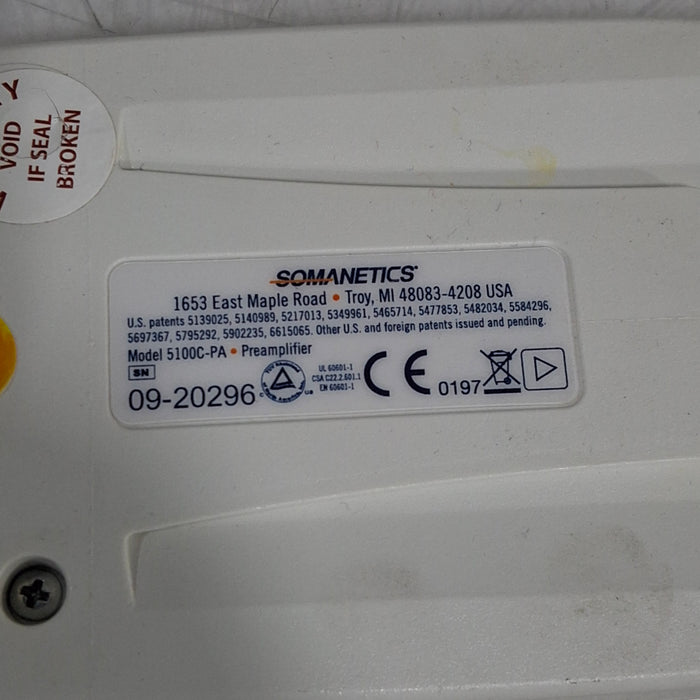 VOID
IF SEAL
BROKEN
SOMANETICS
1653 East Maple Road • Troy, MI 48083-4208 USA
U.S. patents 5139025, 5140989, 5217013, 5349961, 5465714, 5477853, 5482034, 5584296,
5697367, 5795292, 5902235, 6615065. Other U.S. and foreign patents issued and pending.
Model 5100C-PA • Preamplifier
SN
09-20296
UL 60601-1
CSA C22.2.601.1
EN 60601-1
CE
0197